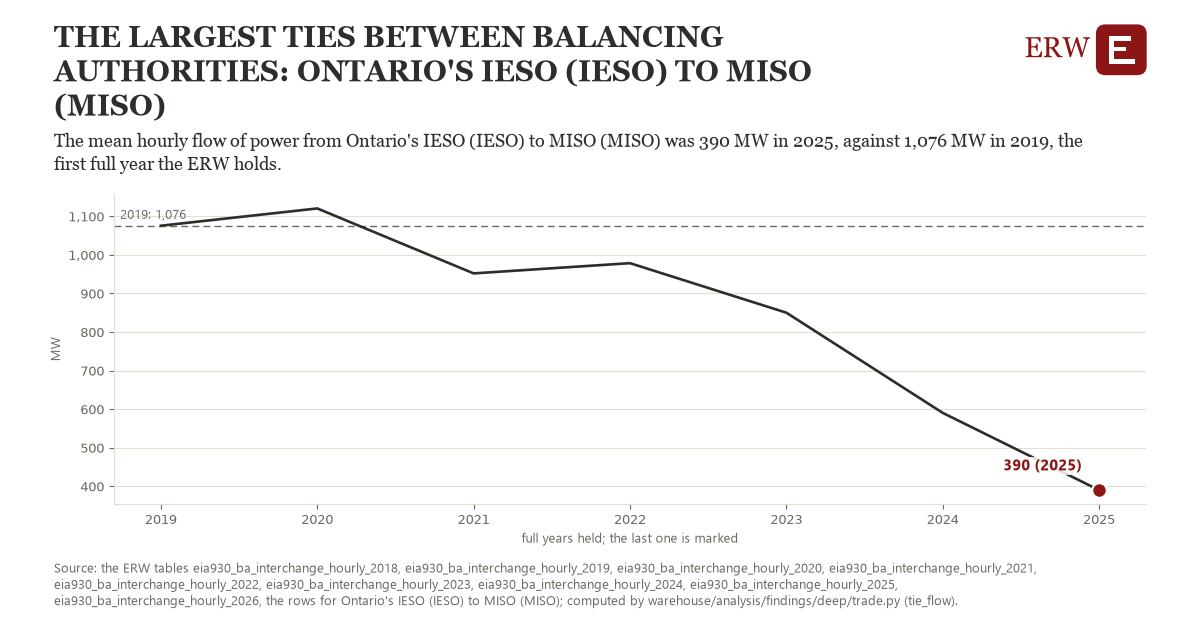 THE LARGEST TIES BETWEEN BALANCING
AUTHORITIES: ONTARIO'S IESO (IESO) TO MISO
(MISO)
ERW E
The mean hourly flow of power from Ontario's IESO (IESO) to MISO (MISO) was 390 MW in 2025, against 1,076 MW in 2019, the
first full year the ERW holds.
2019: 1,076
1,100
1,000
900
800
700
600
500
400
MW
390 (2025)
2019 2020 2021 2022 2023 2024 2025
full years held; the last one is marked
Source: the ERW tables eia930_ba_interchange_hourly_2018, eia930_ba_interchange_hourly_2019, eia930_ba_interchange_hourly_2020, eia930_ba_interchange_hourly_2021,
eia930_ba_interchange_hourly_2022, eia930_ba_interchange_hourly_2023, eia930_ba_interchange_hourly_2024, eia930_ba_interchange_hourly_2025,
eia930_ba_interchange_hourly_2026, the rows for Ontario's IESO (IESO) to MISO (MISO); computed by warehouse/analysis/findings/deep/trade.py (tie_flow).